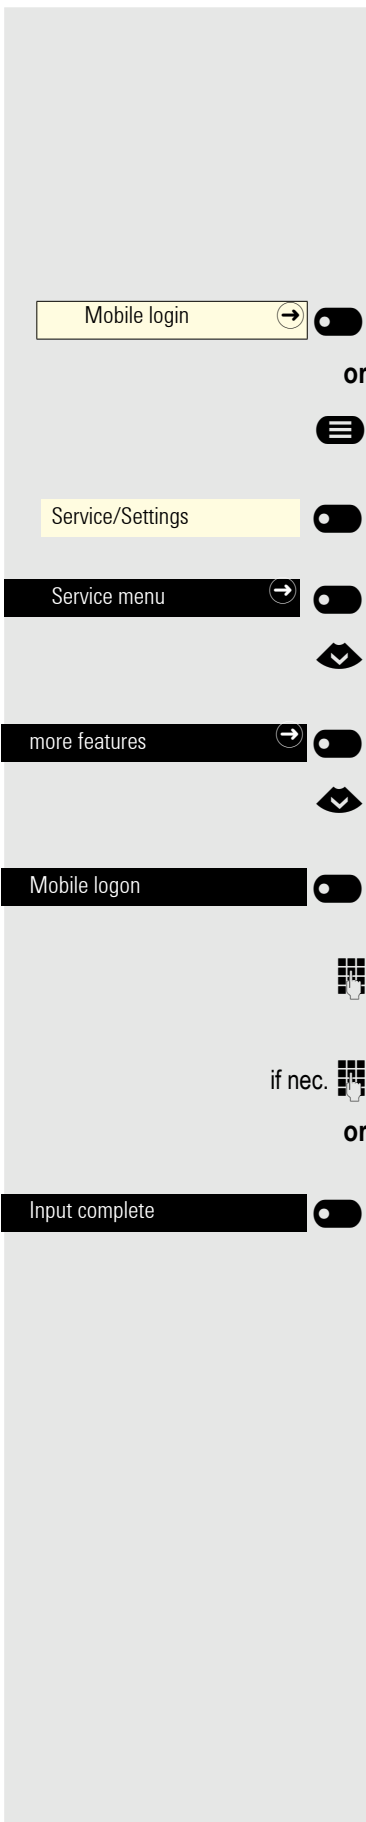 Mobile login
or
Service/Settings
Service menu
more features
Mobile logon
if nec.
or
Input complete